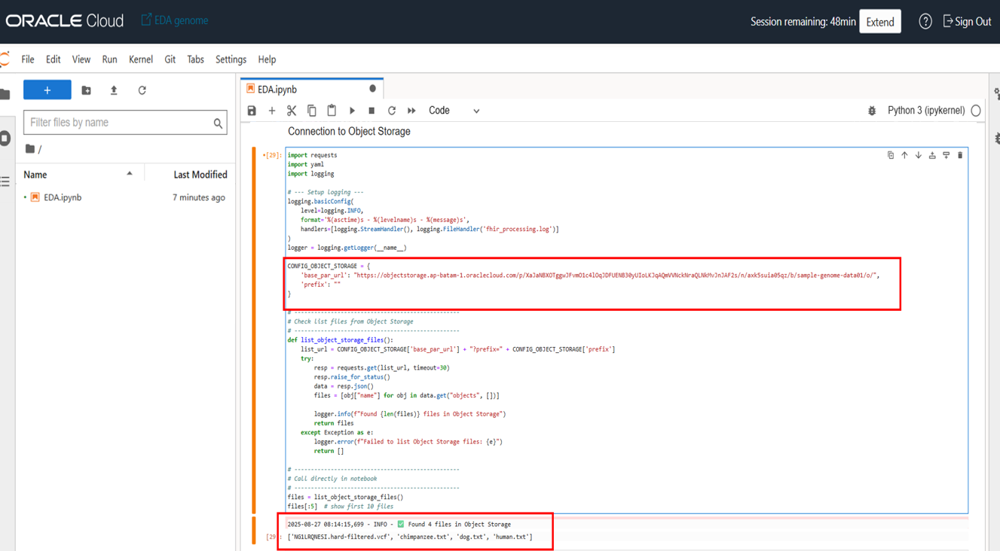 ORACLE Cloud
EDA genome
Session remaining: 48min
Extend
Sign Out
File Edit View Run Kernel Git Tabs Settings Help
+
Filter files by name
/
Name
Last Modified
EDA.ipynb
7 minutes ago
EDA.ipynb
Code
Python 3 (ipykernel)
Connection to Object Storage
[29]:
import requests
import yaml
import logging
# --- Setup logging ---
logging.basicConfig(
level=logging.INFO,
format='%(asctime)s - %(levelname)s - %(message)s',
handlers=[logging.StreamHandler(), logging.FileHandler('fhir_processing.log')]
)
logger = logging.getLogger(__name__)
CONFIG_OBJECT_STORAGE = {
'base_par_url': "https://objectstorage.ap-batam-1.oraclecloud.com/p/XaJaNBXOTggwJFvmO1c4lOqJDFUENB30yUIoLKJqAQmVVNckNraQLNkMvJnJAF2s/n/axk5suia05qz/b/sample-genome-data01/o/",
'prefix': ""
}
# -------------------------------------------------
# Check list files from Object Storage
# -------------------------------------------------
def list_object_storage_files():
list_url = CONFIG_OBJECT_STORAGE['base_par_url'] + "?prefix=" + CONFIG_OBJECT_STORAGE['prefix']
try:
resp = requests.get(list_url, timeout=30)
resp.raise_for_status()
data = resp.json()
files = [obj["name"] for obj in data.get("objects", [])]
logger.info(f"Found {len(files)} files in Object Storage")
return files
except Exception as e:
logger.error(f"Failed to list Object Storage files: {e}")
return []
# -------------------------------------------------
# Call directly in notebook
# -------------------------------------------------
files = list_object_storage_files()
files[:5] # show first 10 files
2025-08-27 08:14:15,699 - INFO - ✅ Found 4 files in Object Storage
[29]: ['NG1LRQNESI.hard-filtered.vcf', 'chimpanzee.txt', 'dog.txt', 'human.txt']